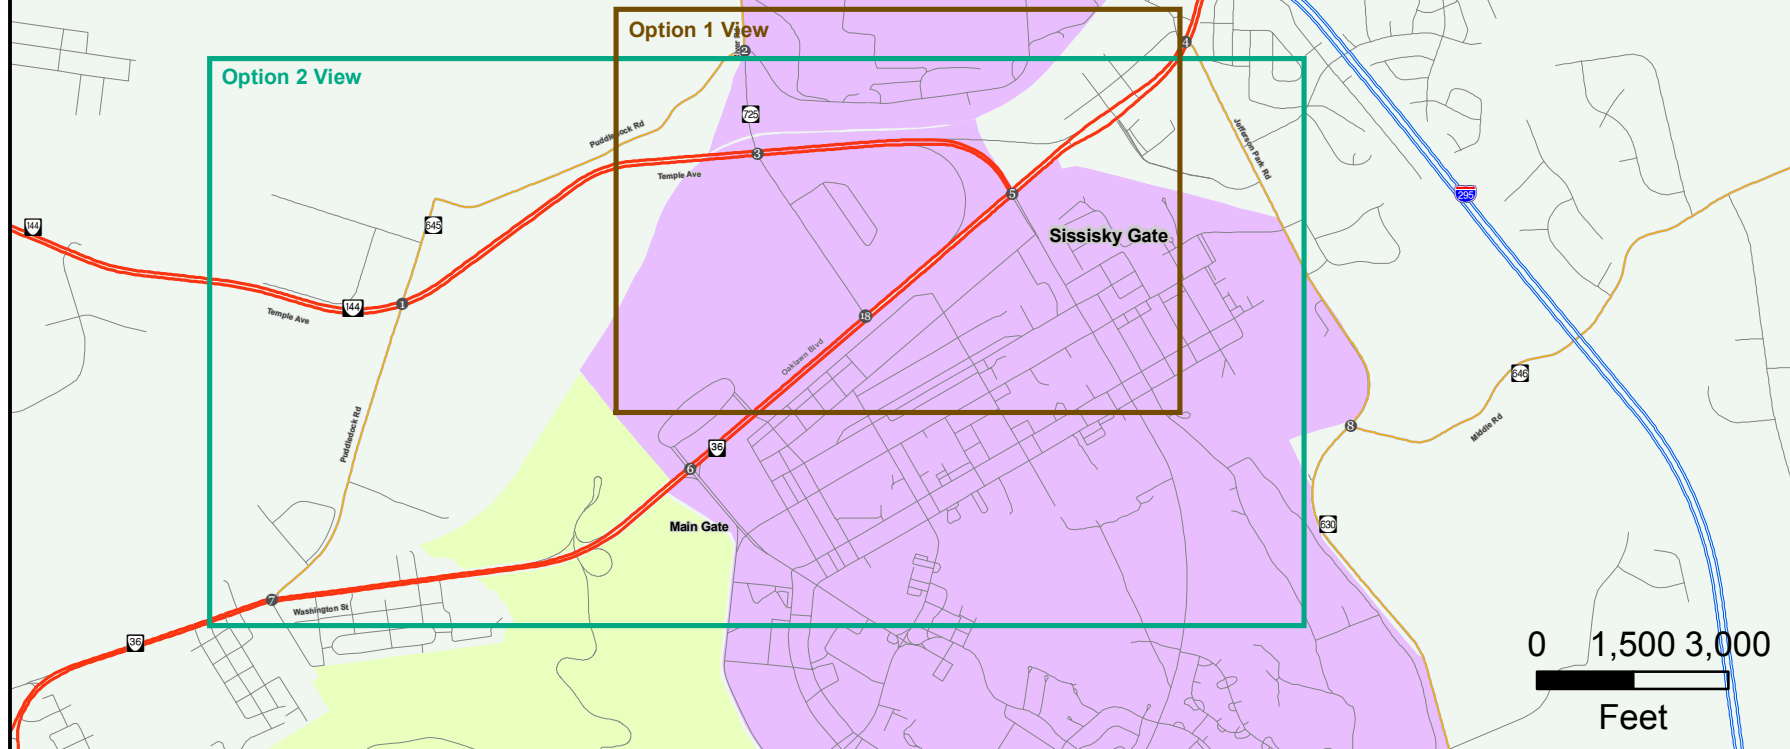 Option 1 View
Option 2 View
2
4
725
Puddledock Rd
3
Temple Ave
Jefferson Park Rd
5
295
144
645
Sissisky Gate
144
1
Temple Ave
18
Oaklawn Blvd
646
Puddledock Rd
36
6
8
Middle Rd
Main Gate
630
7
Washington St
36
0 1,500 3,000
Feet